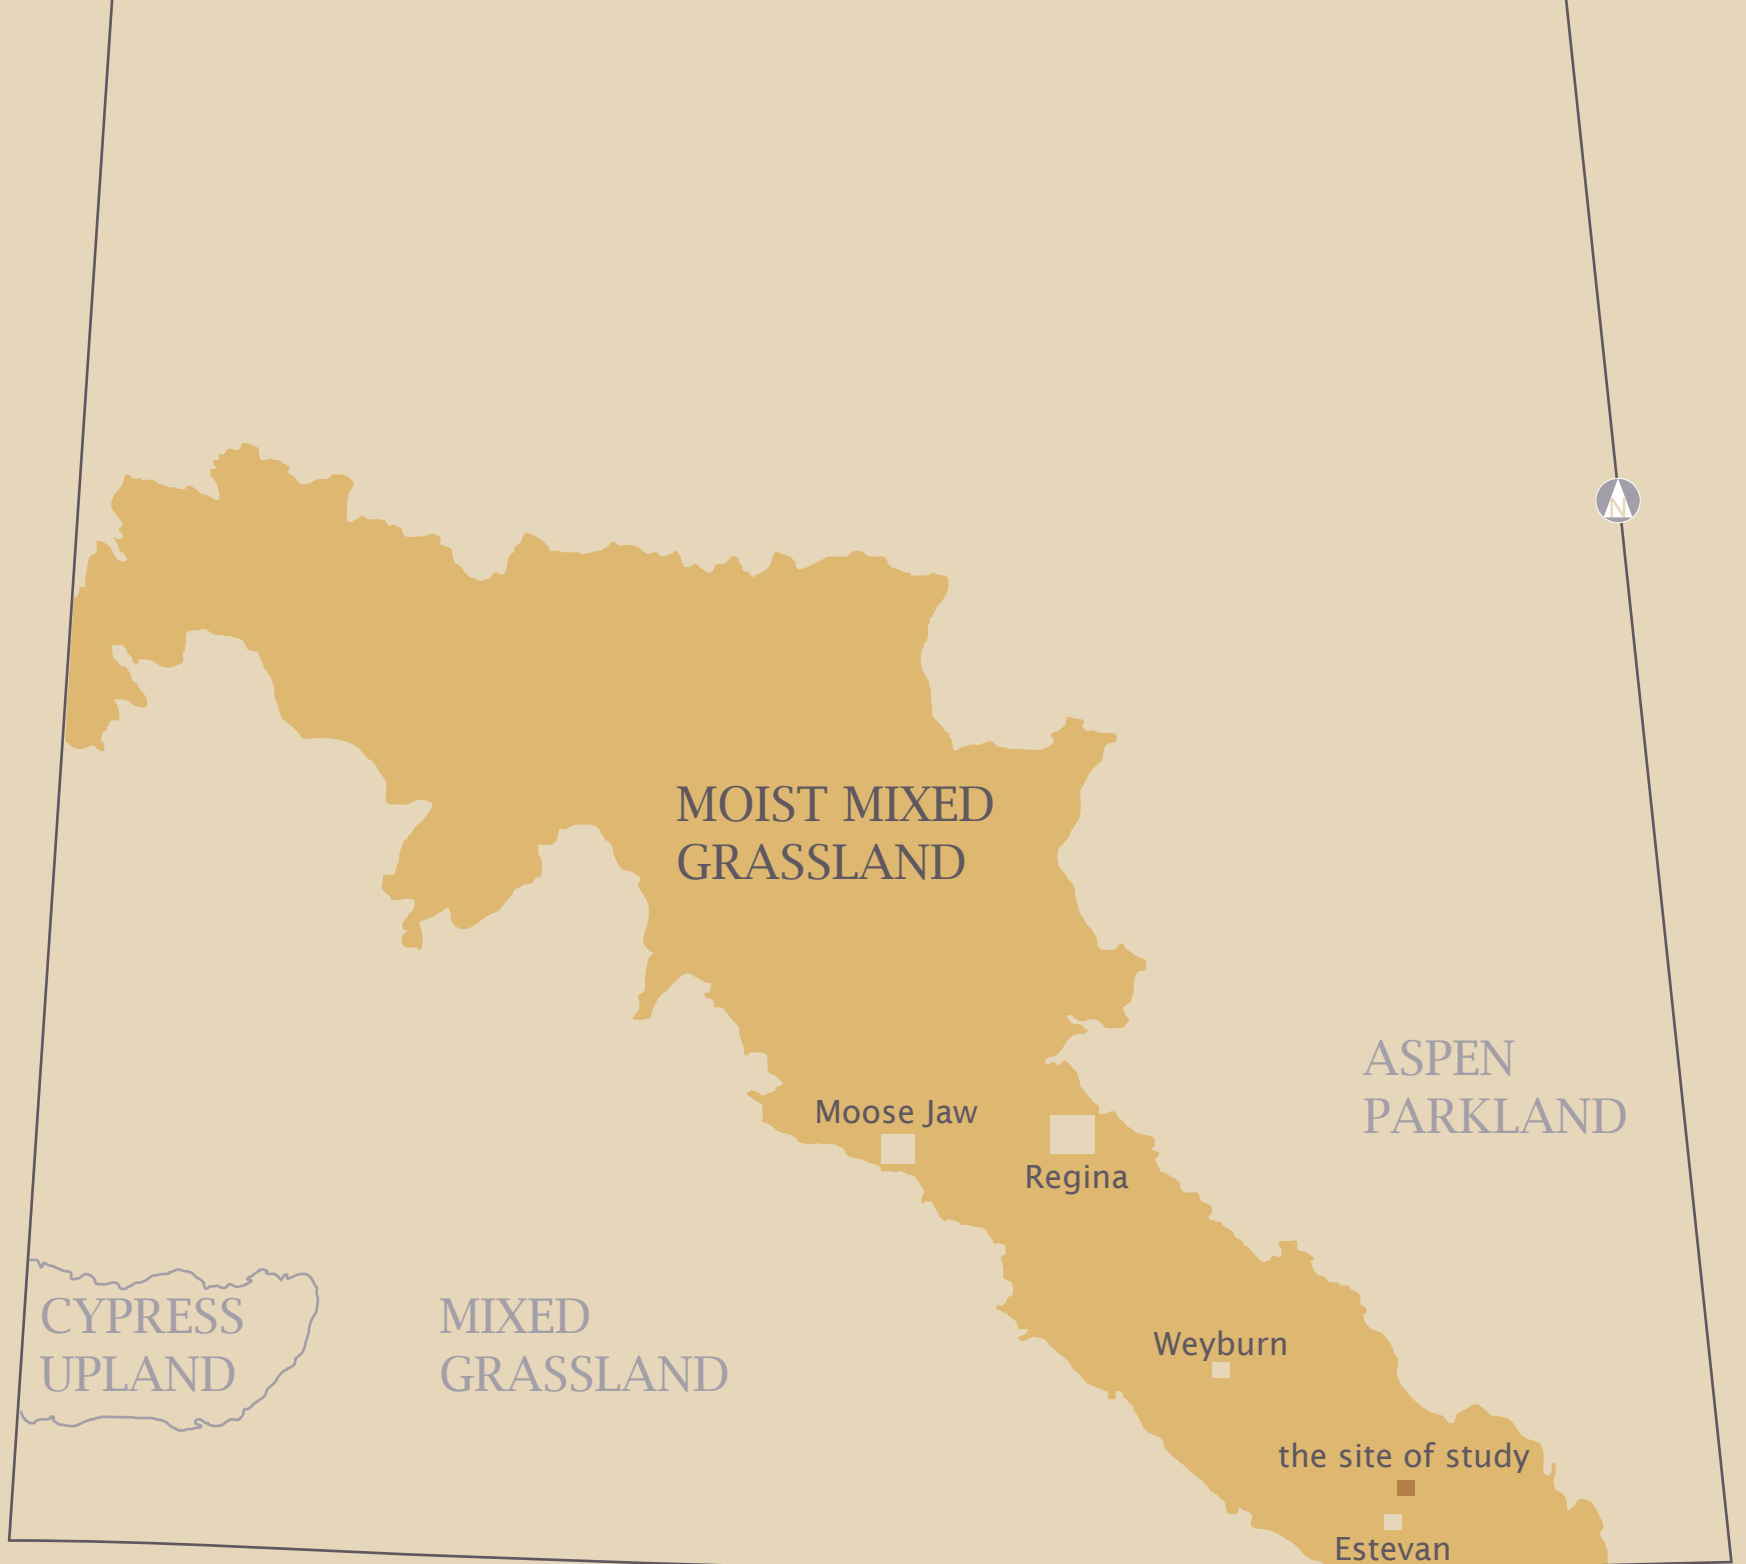 N
MOIST MIXED
GRASSLAND
ASPEN
PARKLAND
Moose Jaw
Regina
CYPRESS
UPLAND
MIXED
GRASSLAND
Weyburn
the site of study
Estevan